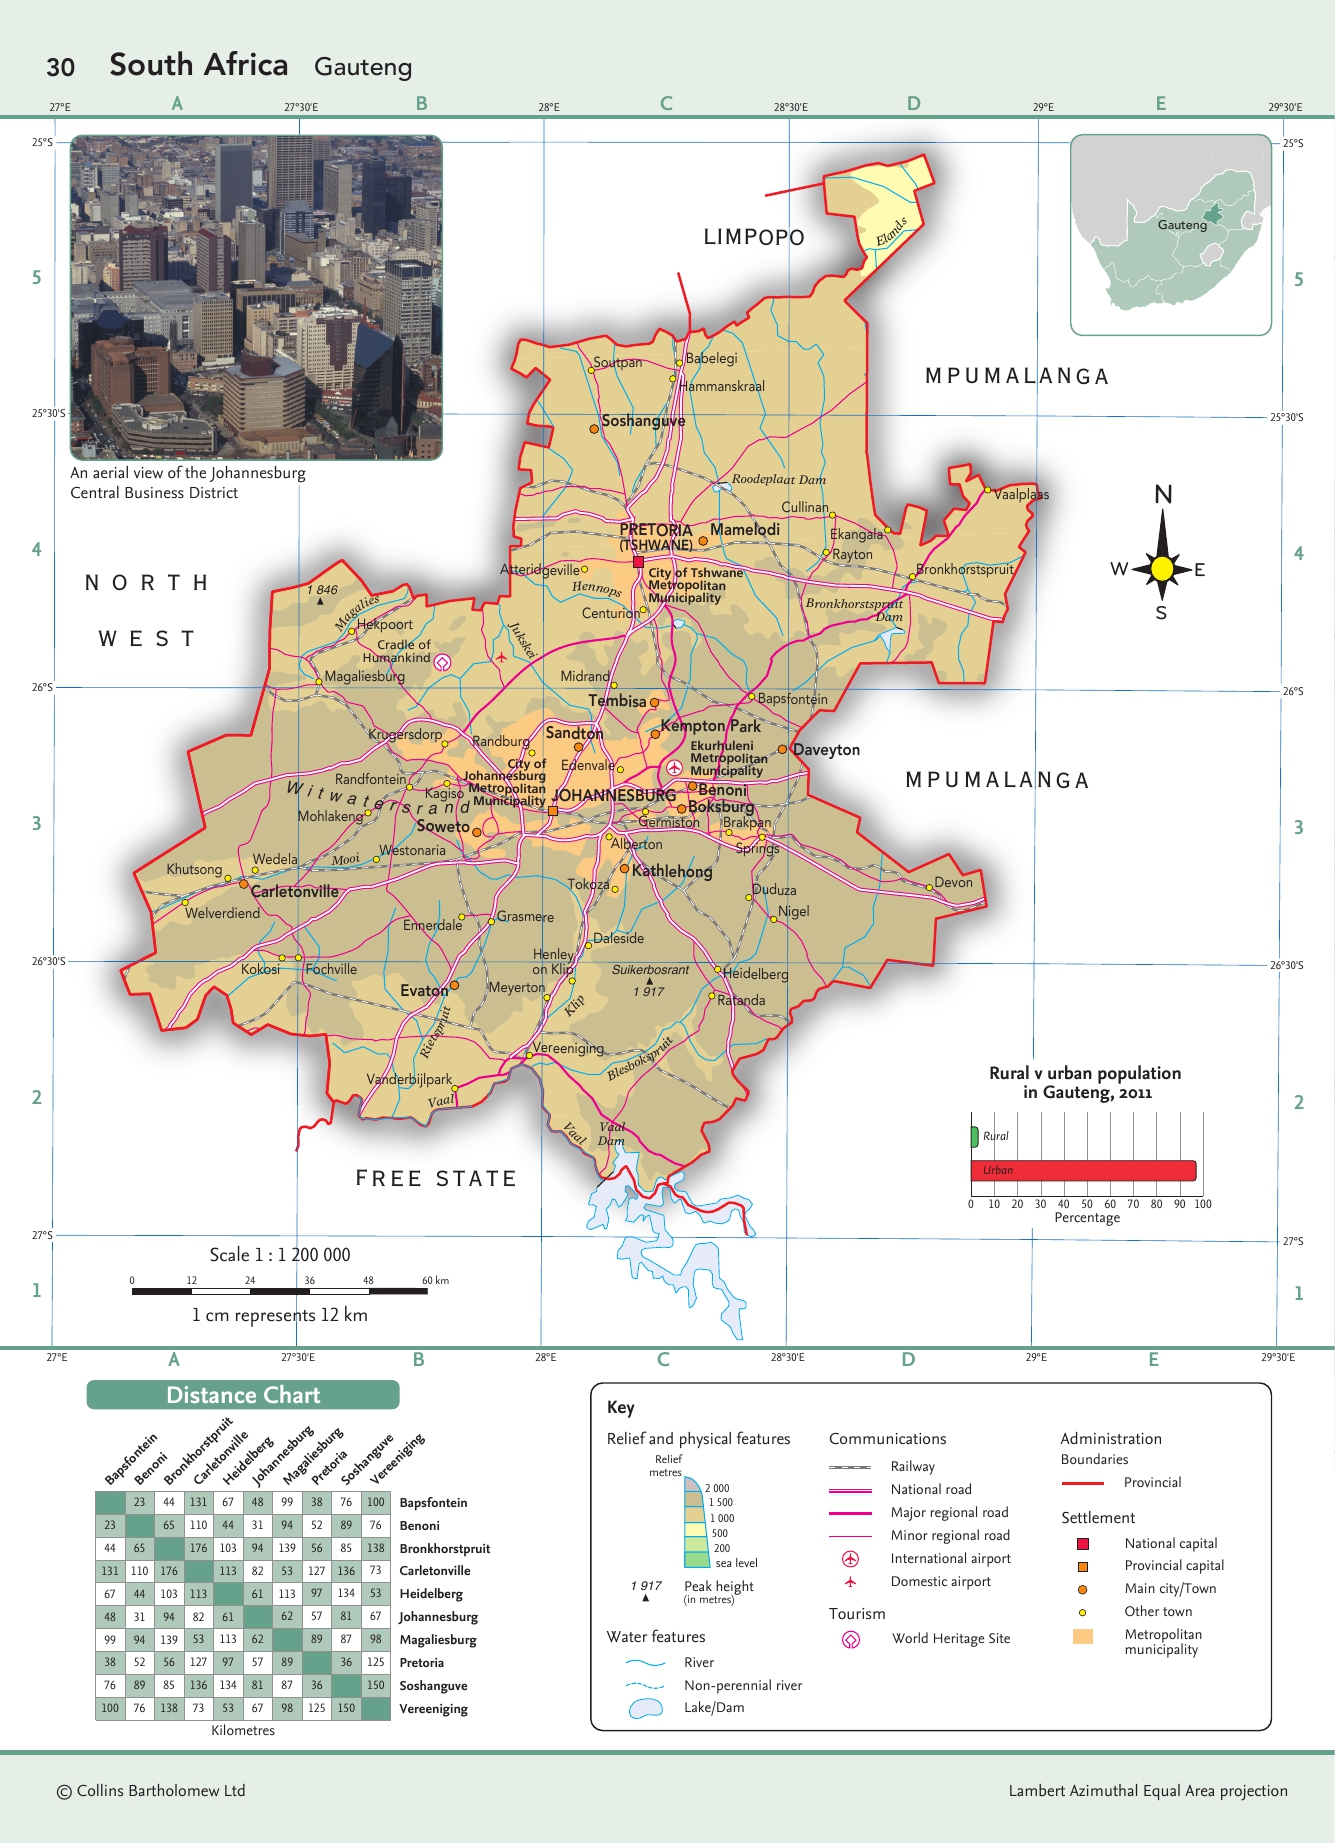 30 South Africa Gauteng
27°E A 27°30'E B 28°E C 28°30'E D 29°E E 29°30'E
25°S
25°S
5
5
25°30'S
25°30'S
4
4
26°S
26°S
3
3
26°30'S
26°30'S
2
2
27°S
27°S
1
1
An aerial view of the Johannesburg
Central Business District
Gauteng
LIMPOPO
MPUMALANGA
NORTH
WEST
MPUMALANGA
FREE STATE
N
W
E
S
Elands
Soutpan
Babelegi
Hammanskraal
Soshanguve
Roodeplaat Dam
Vaalplaas
Cullinan
PRETORIA
(TSHWANE)
Mamelodi
Ekangala
Rayton
Atteridgeville
City of Tshwane
Metropolitan
Municipality
Bronkhorstspruit
Hennops
Centurion
Bronkhorstspruit
Dam
1 846
Magalies
Hekpoort
Jukskei
Cradle of
Humankind
Magaliesburg
Midrand
Tembisa
Bapsfontein
Krugersdorp
Randburg
Sandton
Kempton Park
Ekurhuleni
Metropolitan
Municipality
Daveyton
City of
Johannesburg
Metropolitan
Municipality
Edenvale
Randfontein
Kagiso
Witwatersrand
Mohlakeng
JOHANNESBURG
Benoni
Boksburg
Soweto
Germiston
Brakpan
Alberton
Springs
Westonaria
Mooi
Wedela
Khutsong
Carletonville
Kathlehong
Tokoza
Devon
Duduza
Nigel
Welverdiend
Ennerdale
Grasmere
Daleside
Henley
on Klip
Kokosi
Fochville
Suikerbosrant
1 917
Heidelberg
Evaton
Meyerton
Klip
Ratanda
Rietspruit
Vereeniging
Blesbokspruit
Vanderbijlpark
Vaal
Vaal
Vaal
Dam
Rural v urban population
in Gauteng, 2011
Rural
Urban
0 10 20 30 40 50 60 70 80 90 100
Percentage
Scale 1 : 1 200 000
0 12 24 36 48 60 km
1 cm represents 12 km
27°E A 27°30'E B 28°E C 28°30'E D 29°E E 29°30'E
Distance Chart
Bapsfontein Benoni Bronkhorstpruit Carletonville Heidelberg Johannesburg Magaliesburg Pretoria Soshanguve Vereeniging
23 44 131 67 48 99 38 76 100 Bapsfontein
23 65 110 44 31 94 52 89 76 Benoni
44 65 176 103 94 139 56 85 138 Bronkhorstpruit
131 110 176 113 82 53 127 136 73 Carletonville
67 44 103 113 61 113 97 134 53 Heidelberg
48 31 94 82 61 62 57 81 67 Johannesburg
99 94 139 53 113 62 89 87 98 Magaliesburg
38 52 56 127 97 57 89 36 125 Pretoria
76 89 85 136 134 81 87 36 150 Soshanguve
100 76 138 73 53 67 98 125 150 Vereeniging
Kilometres
Key
Relief and physical features
Relief
metres
2 000
1 500
1 000
500
200
sea level
1 917
Peak height
(in metres)
Water features
River
Non-perennial river
Lake/Dam
Communications
Railway
National road
Major regional road
Minor regional road
International airport
Domestic airport
Tourism
World Heritage Site
Administration
Boundaries
Provincial
Settlement
National capital
Provincial capital
Main city/Town
Other town
Metropolitan
municipality
© Collins Bartholomew Ltd
Lambert Azimuthal Equal Area projection